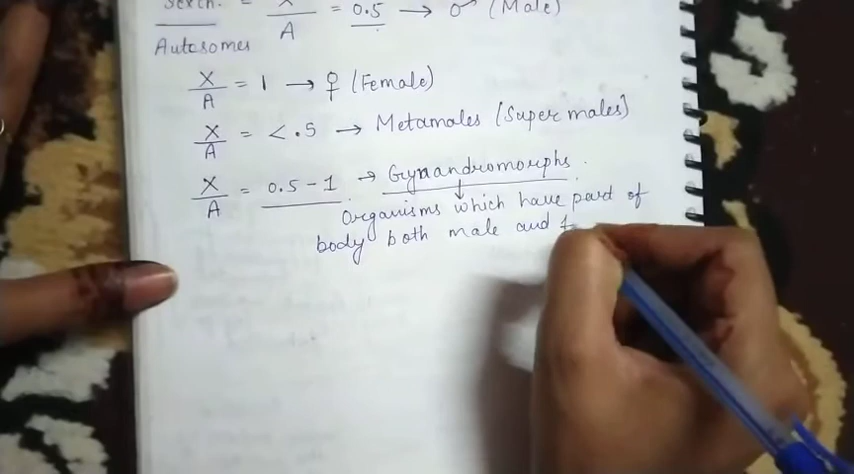 Sexch. = X/A = 0.5 → ♂ (Male)
Autosomes
X/A = 1 → ♀ (Female)
X/A = <.5 → Metamales (Super males)
X/A = 0.5-1 → Gynandromorphs.
Organisms which have part of
body both male and f